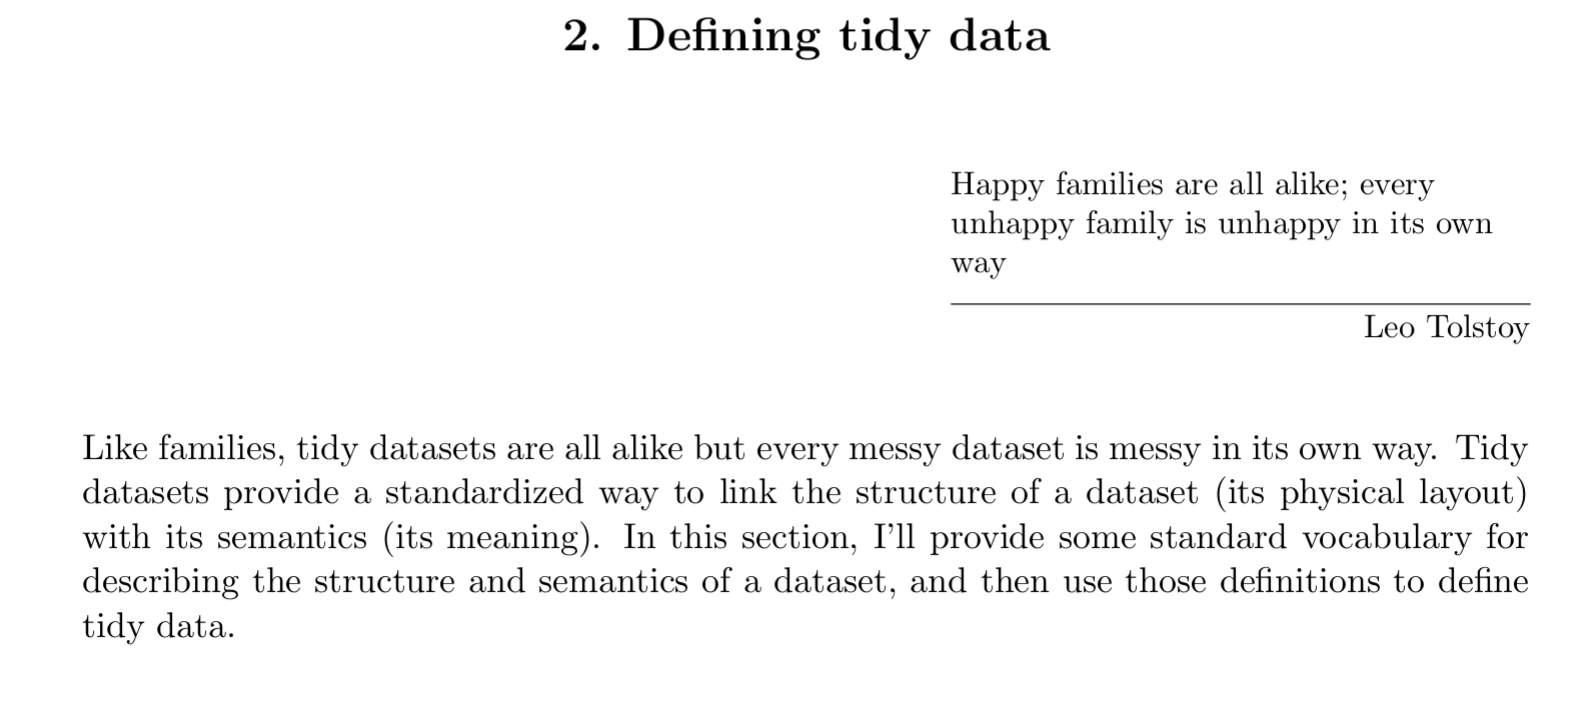 2. Defining tidy data
Happy families are all alike; every
unhappy family is unhappy in its own
way
Leo Tolstoy
Like families, tidy datasets are all alike but every messy dataset is messy in its own way. Tidy
datasets provide a standardized way to link the structure of a dataset (its physical layout)
with its semantics (its meaning). In this section, I’ll provide some standard vocabulary for
describing the structure and semantics of a dataset, and then use those definitions to define
tidy data.